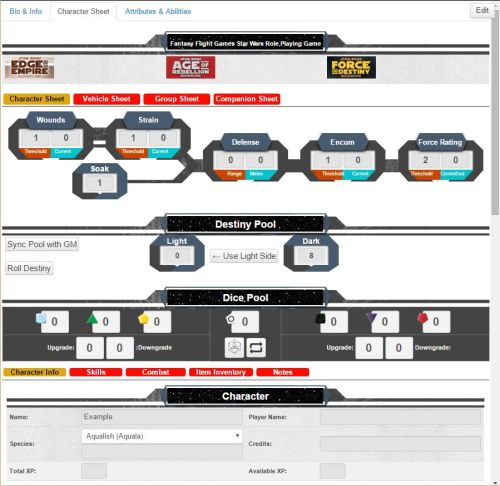 Bio & Info Character Sheet Attributes & Abilities Edit
Fantasy Flight Games Star Wars Role Playing Game
STAR WARS EDGE OF THE EMPIRE
STAR WARS AGE OF REBELLION
STAR WARS FORCE AND DESTINY
Character Sheet Vehicle Sheet Group Sheet Companion Sheet
Wounds Strain
1 0 1 0
Threshold Current Threshold Current
Defense Encum Force Rating
0 0 1 0 2 0
Range Melee Threshold Current Threshold Committed
Soak
1
Destiny Pool
Sync Pool with GM
Light Dark
0 ← Use Light Side 8
Roll Destiny
Dice Pool
0 0 0 0 0 0 0
Upgrade: 0 0 :Downgrade Upgrade: 0 0 Downgrade:
Character Info Skills Combat Item Inventory Notes
Character
Name: Example Player Name:
Species: Aqualish (Aquala) Credits:
Total XP: Available XP: